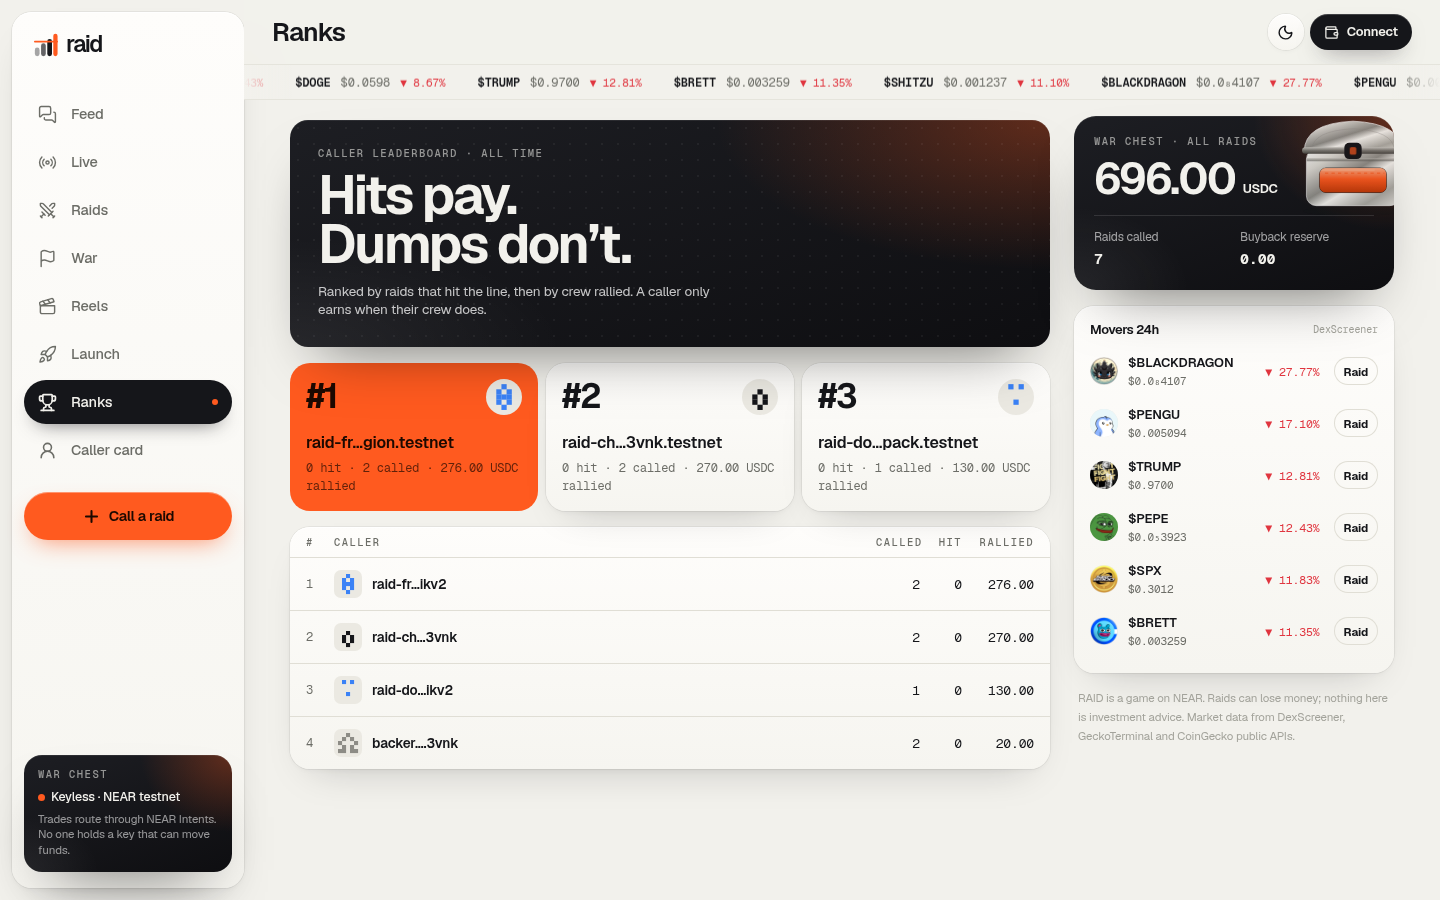 raid
Feed
Live
Raids
War
Reels
Launch
Ranks
Caller card
Call a raid
WAR CHEST
Keyless · NEAR testnet
Trades route through NEAR Intents.
No one holds a key that can move
funds.
Ranks
Connect
$DOGE $0.0598 ▼ 8.67% $TRUMP $0.9700 ▼ 12.81% $BRETT $0.003259 ▼ 11.35% $SHITZU $0.001237 ▼ 11.10% $BLACKDRAGON $0.0₈4107 ▼ 27.77% $PENGU
CALLER LEADERBOARD · ALL TIME
Hits pay.
Dumps don’t.
Ranked by raids that hit the line, then by crew rallied. A caller only
earns when their crew does.
#1
raid-fr…gion.testnet
0 hit · 2 called · 276.00 USDC
rallied
#2
raid-ch…3vnk.testnet
0 hit · 2 called · 270.00 USDC
rallied
#3
raid-do…pack.testnet
0 hit · 1 called · 130.00 USDC
rallied
# CALLER CALLED HIT RALLIED
1 raid-fr…ikv2 2 0 276.00
2 raid-ch…3vnk 2 0 270.00
3 raid-do…ikv2 1 0 130.00
4 backer.…3vnk 2 0 20.00
WAR CHEST · ALL RAIDS
696.00 USDC
Raids called Buyback reserve
7 0.00
Movers 24h DexScreener
$BLACKDRAGON
$0.0₈4107
▼ 27.77% Raid
$PENGU
$0.005094
▼ 17.10% Raid
$TRUMP
$0.9700
▼ 12.81% Raid
$PEPE
$0.0₅3923
▼ 12.43% Raid
$SPX
$0.3012
▼ 11.83% Raid
$BRETT
$0.003259
▼ 11.35% Raid
RAID is a game on NEAR. Raids can lose money; nothing here
is investment advice. Market data from DexScreener,
GeckoTerminal and CoinGecko public APIs.